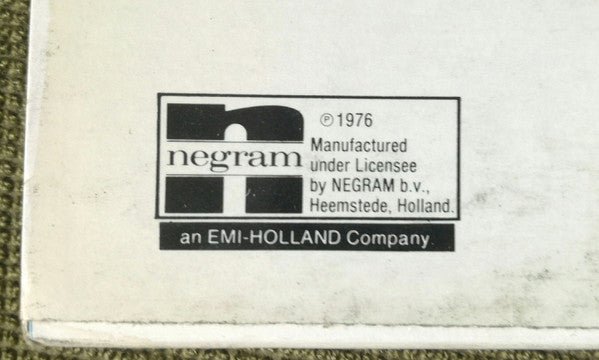 negram
℗ 1976
Manufactured
under Licensee
by NEGRAM b.v.,
Heemstede, Holland.
an EMI-HOLLAND Company.